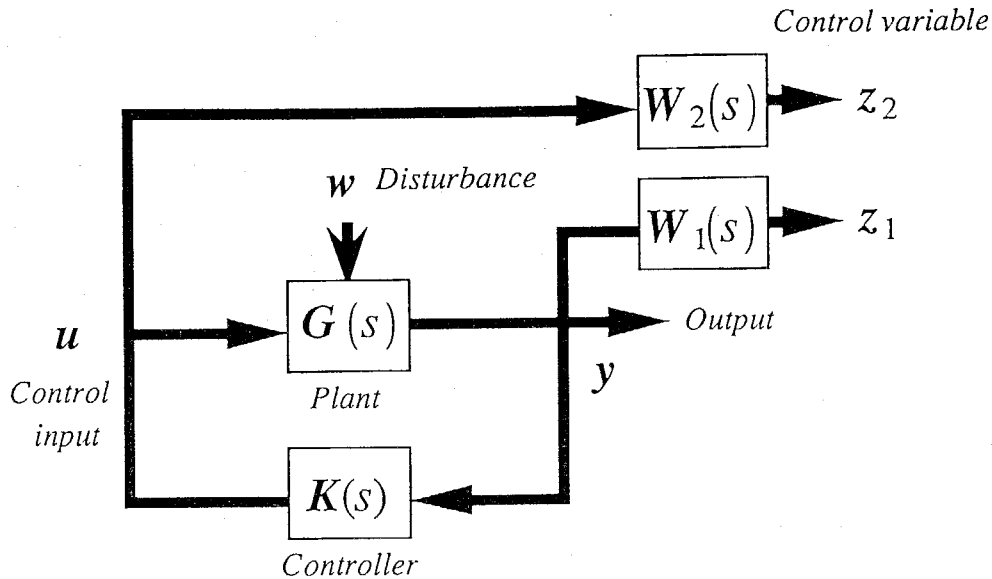 Control variable
W2(s)
z2
w Disturbance
W1(s)
z1
G (s)
Output
u
Plant
y
Control
input
K(s)
Controller